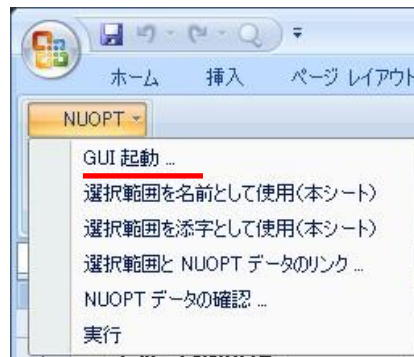 ホーム 挿入 ページ レイアウト
NUOPT
GUI 起動 ...
選択範囲を名前として使用(本シート)
選択範囲を添字として使用(本シート)
選択範囲と NUOPT データのリンク ...
NUOPT データの確認 ...
実行